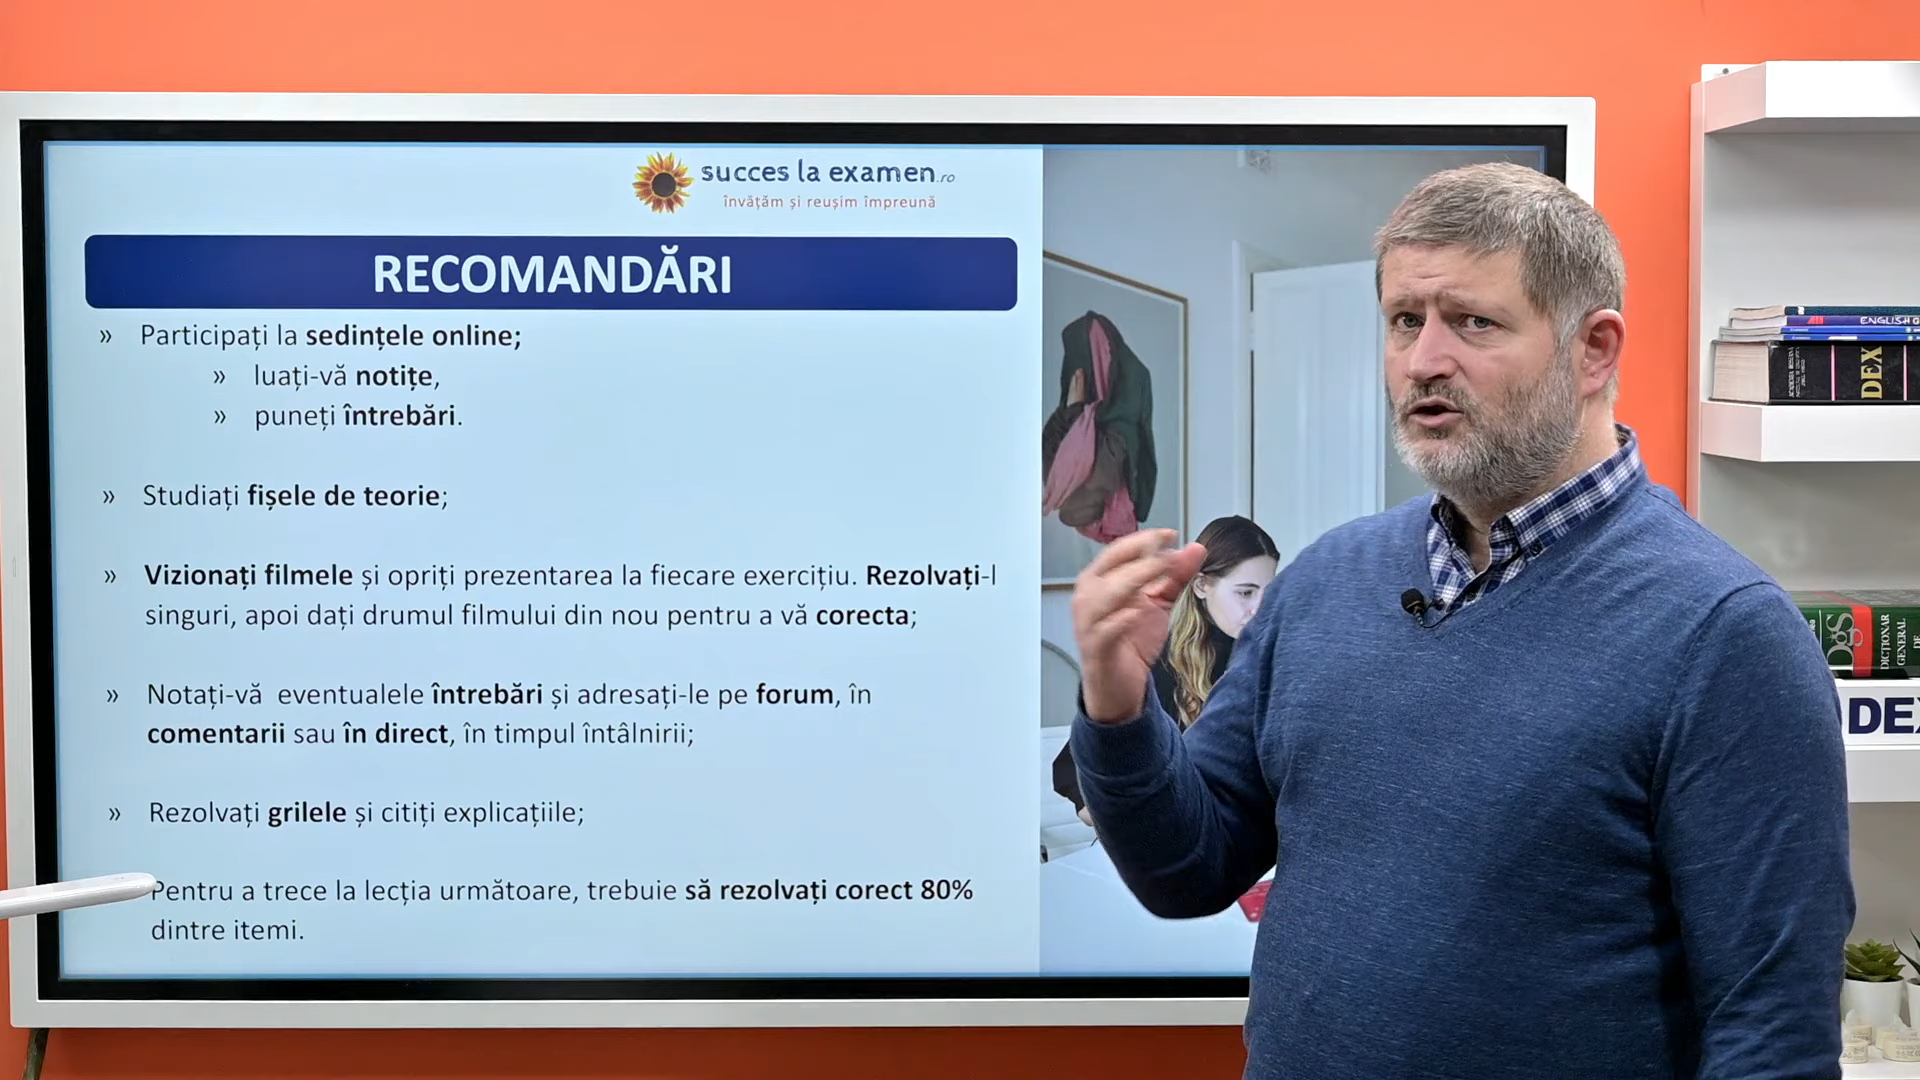 succes la examen.ro
învățăm și reușim împreună
RECOMANDĂRI
» Participați la sedințele online;
» luați-vă notițe,
» puneți întrebări.
» Studiați fișele de teorie;
» Vizionați filmele și opriți prezentarea la fiecare exercițiu. Rezolvați-l
singuri, apoi dați drumul filmului din nou pentru a vă corecta;
» Notați-vă eventualele întrebări și adresați-le pe forum, în
comentarii sau în direct, în timpul întâlnirii;
» Rezolvați grilele și citiți explicațiile;
Pentru a trece la lecția următoare, trebuie să rezolvați corect 80%
dintre itemi.
ENGLISH G
DEX
DGS
DICȚIONAR
GENERAL
DE
DEX